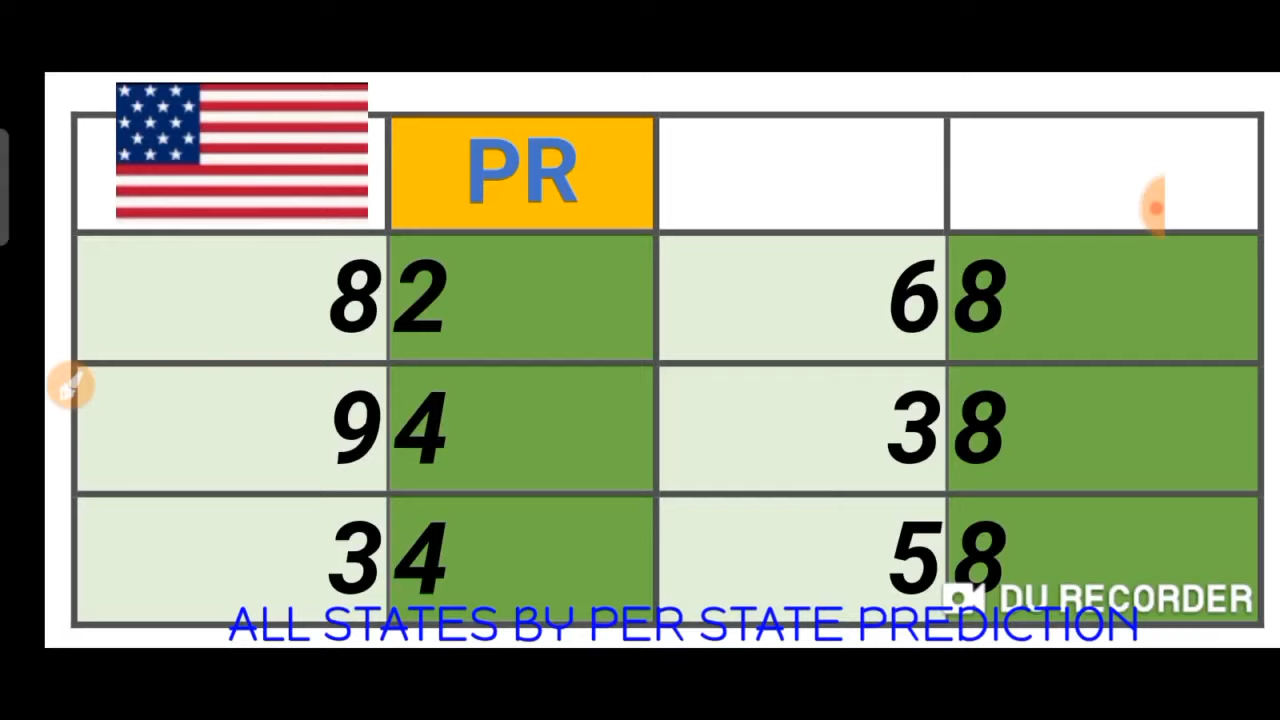 PR
82 68
94 38
34 58
DU RECORDER
ALL STATES BY PER STATE PREDICTION